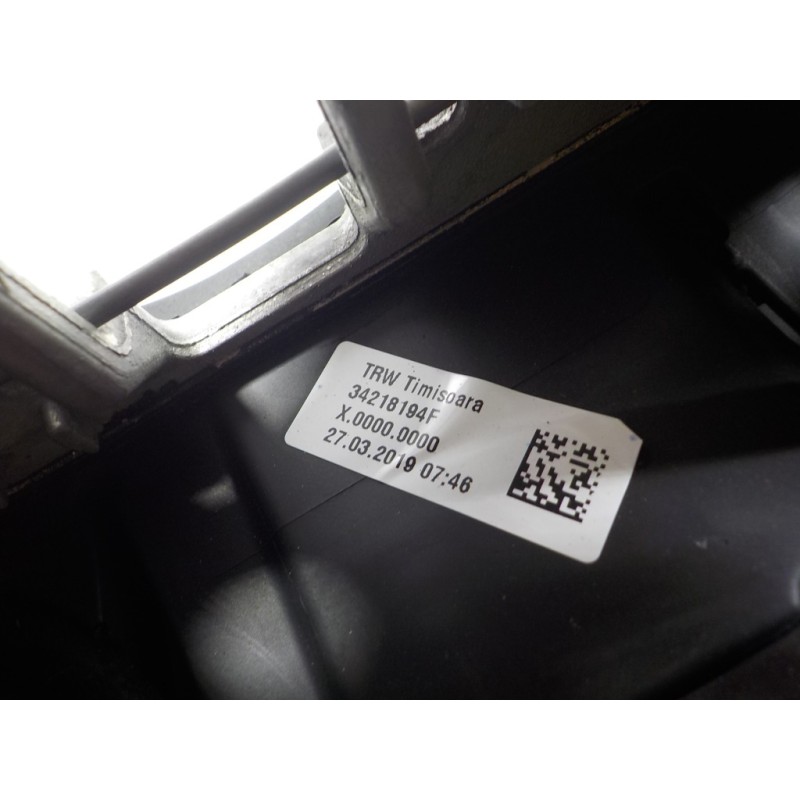 TRW Timisoara
34218194F
X.0000.0000
27.03.2019 07:46